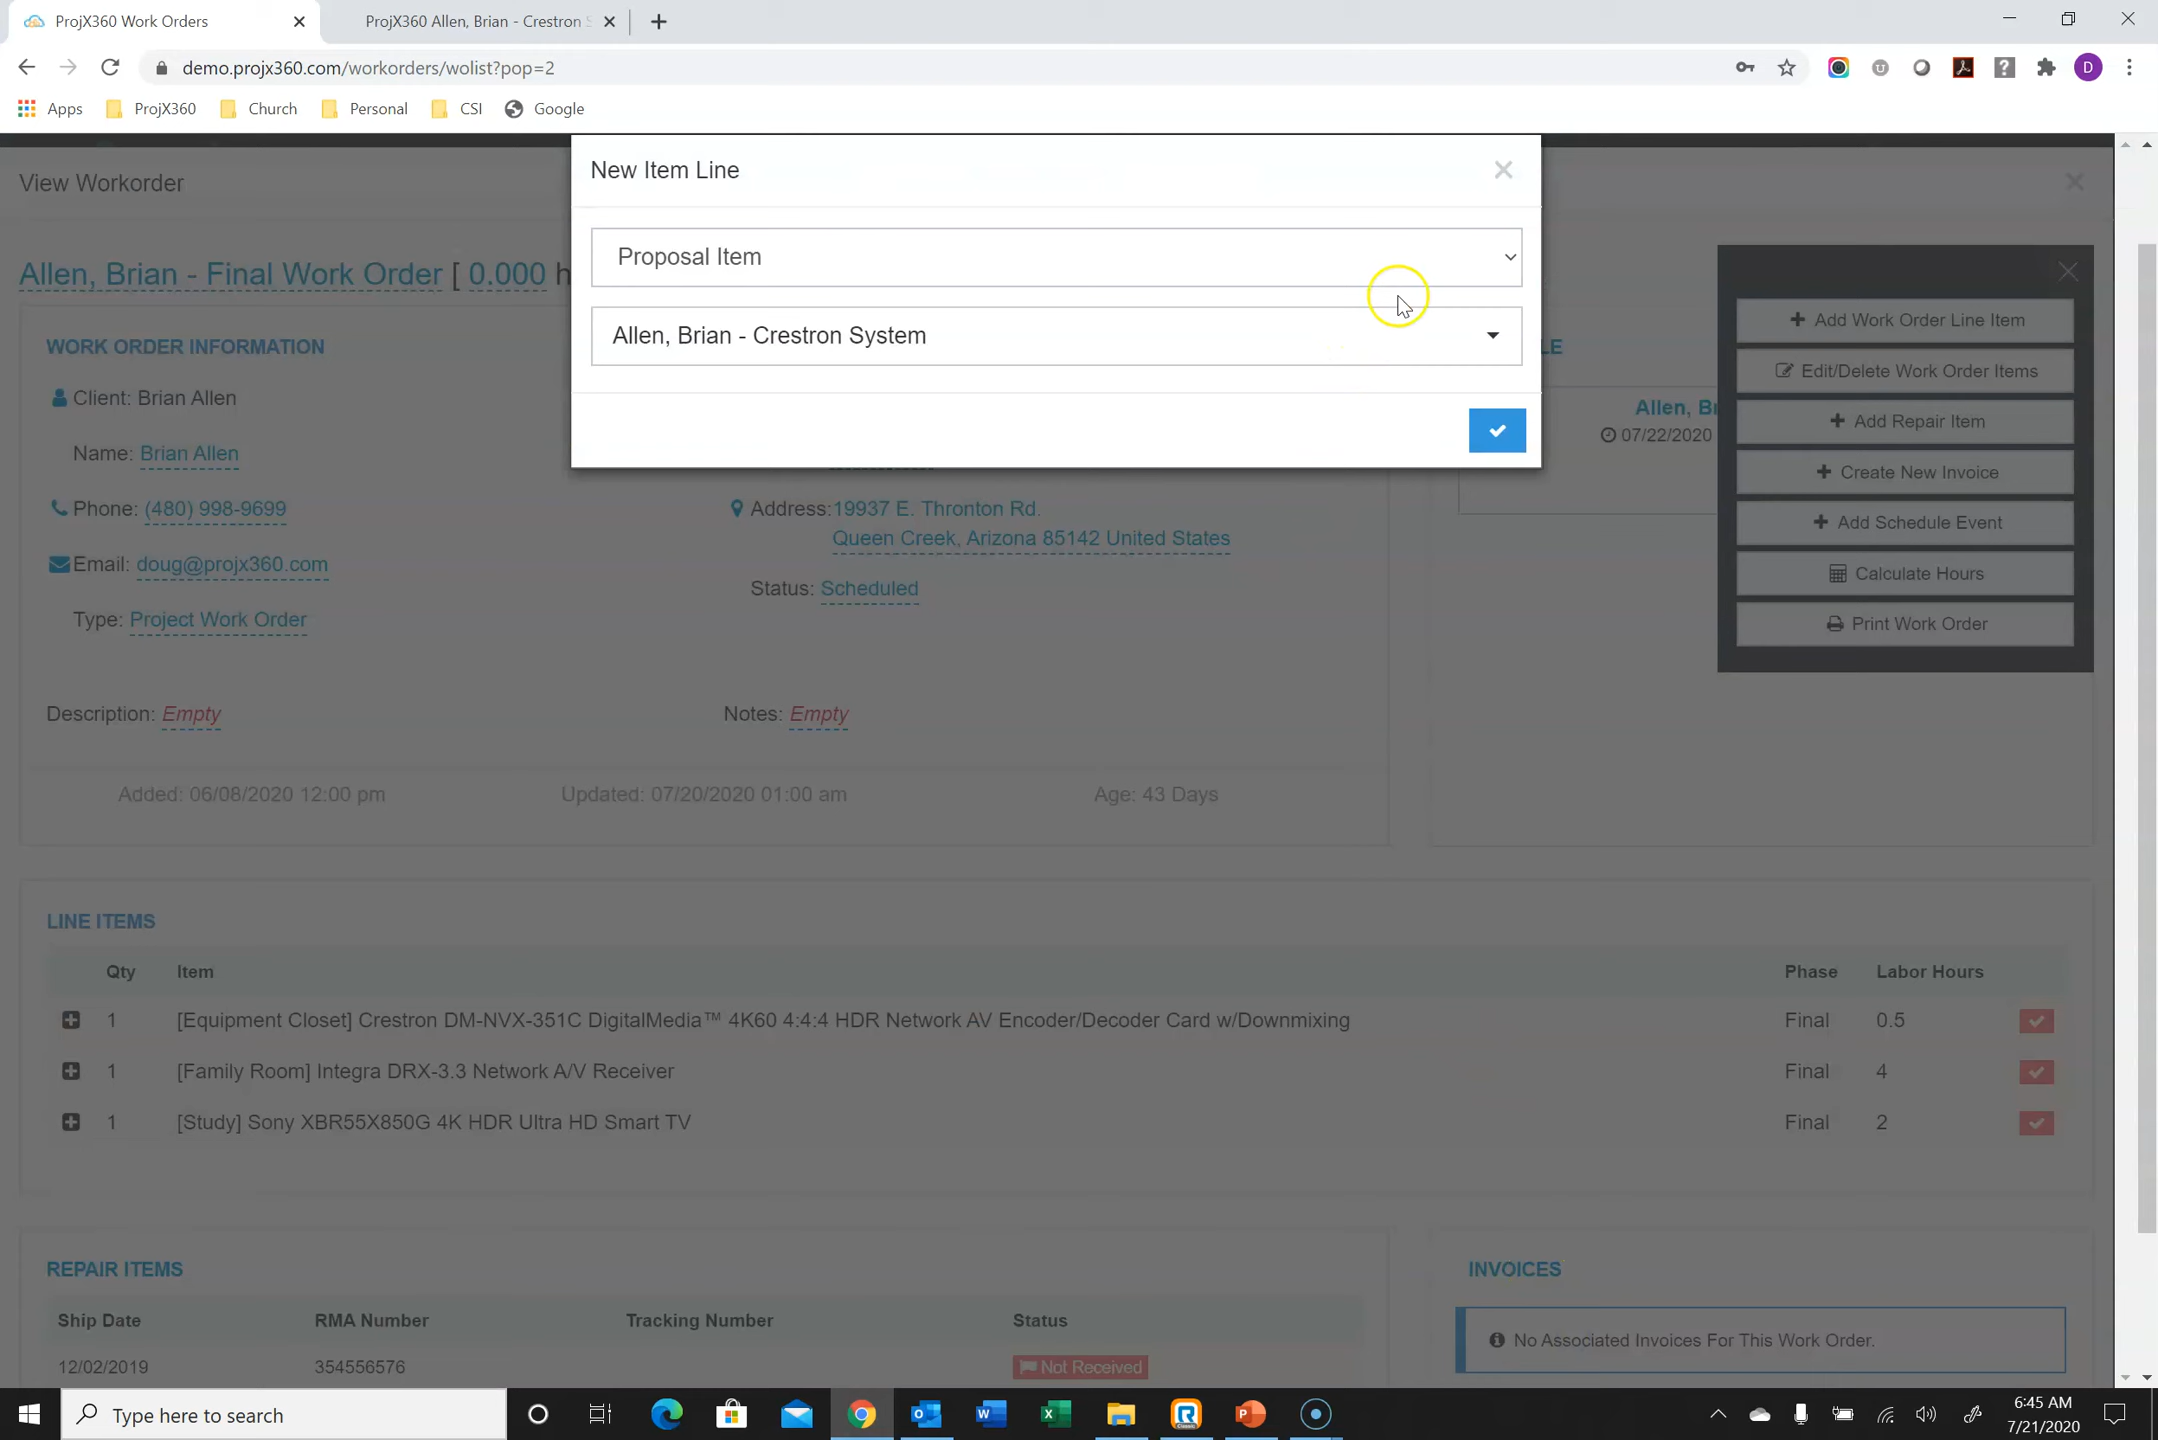 ProjX360 Work Orders
ProjX360 Allen, Brian - Crestron S
demo.projx360.com/workorders/wolist?pop=2
D
Apps
ProjX360
Church
Personal
CSI
Google
New Item Line
View Workorder
Proposal Item
Allen, Brian - Final Work Order [ 0.000 h
Allen, Brian - Crestron System
+ Add Work Order Line Item
Edit/Delete Work Order Items
+ Add Repair Item
+ Create New Invoice
+ Add Schedule Event
Calculate Hours
Print Work Order
WORK ORDER INFORMATION
LE
Client: Brian Allen
Allen, Br
07/22/2020
Name: Brian Allen
Phone: (480) 998-9699
Address: 19937 E. Thronton Rd.
Queen Creek, Arizona 85142 United States
Email: doug@projx360.com
Status: Scheduled
Type: Project Work Order
Description: Empty
Notes: Empty
Added: 06/08/2020 12:00 pm
Updated: 07/20/2020 01:00 am
Age: 43 Days
LINE ITEMS
Qty Item Phase Labor Hours
1 [Equipment Closet] Crestron DM-NVX-351C DigitalMedia™ 4K60 4:4:4 HDR Network AV Encoder/Decoder Card w/Downmixing Final 0.5
1 [Family Room] Integra DRX-3.3 Network A/V Receiver Final 4
1 [Study] Sony XBR55X850G 4K HDR Ultra HD Smart TV Final 2
REPAIR ITEMS
Ship Date RMA Number Tracking Number Status
12/02/2019 354556576 Not Received
INVOICES
No Associated Invoices For This Work Order.
Type here to search
6:45 AM
7/21/2020